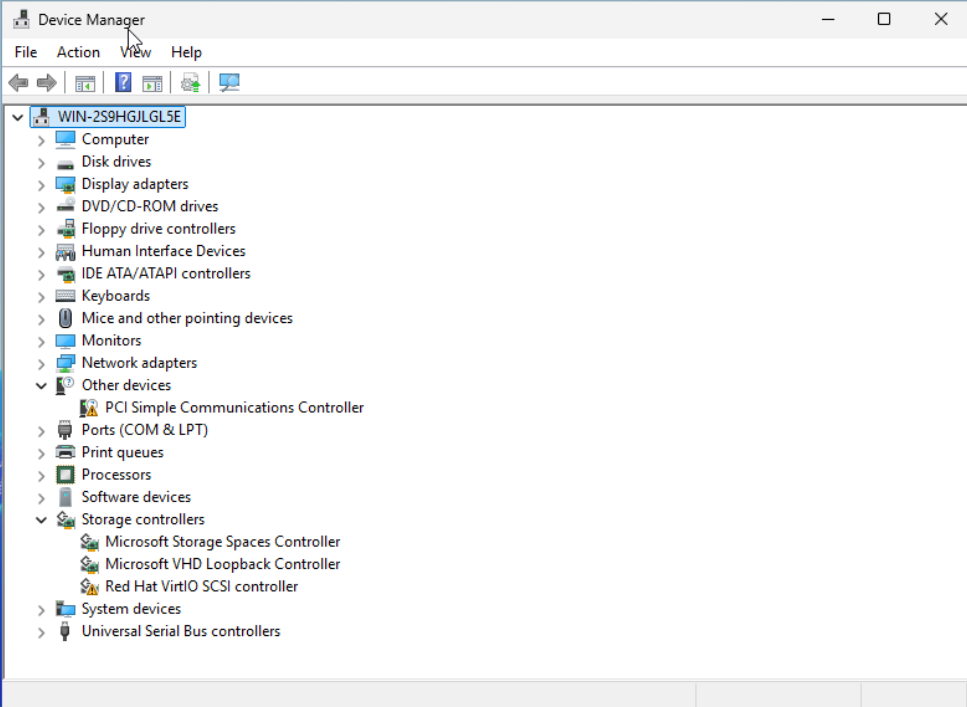 Device Manager
File Action View Help
WIN-2S9HGJLGL5E
Computer
Disk drives
Display adapters
DVD/CD-ROM drives
Floppy drive controllers
Human Interface Devices
IDE ATA/ATAPI controllers
Keyboards
Mice and other pointing devices
Monitors
Network adapters
Other devices
PCI Simple Communications Controller
Ports (COM & LPT)
Print queues
Processors
Software devices
Storage controllers
Microsoft Storage Spaces Controller
Microsoft VHD Loopback Controller
Red Hat VirtIO SCSI controller
System devices
Universal Serial Bus controllers